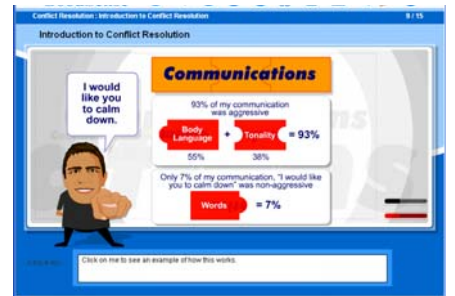 Conflict Resolution : Introduction to Conflict Resolution
9 / 15
Introduction to Conflict Resolution
I would
like you
to calm
down.
Communications
93% of my communication
was aggressive
Body
Language
+
Tonality
= 93%
55%
38%
Only 7% of my communication, "I would like
you to calm down" was non-aggressive
Words
= 7%
Click on me to see an example of how this works.